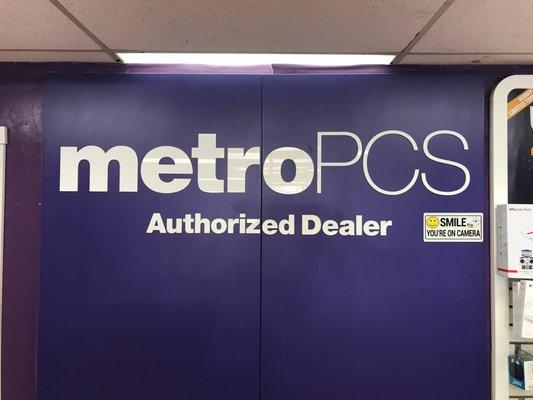 metroPCS
Authorized Dealer
SMILE
YOU'RE ON CAMERA